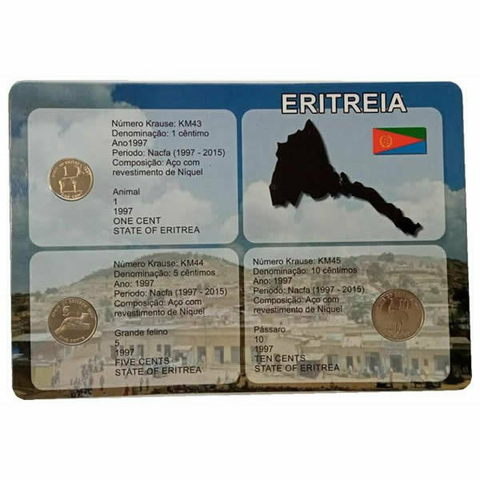 ERITREIA
Número Krause: KM43
Denominação: 1 cêntimo
Ano1997
Periodo: Nacfa (1997 - 2015)
Composição: Aço com
revestimento de Níquel
Animal
1
1997
ONE CENT
STATE OF ERITREA
Número Krause: KM44
Denominação: 5 cêntimos
Ano: 1997
Periodo: Nacfa (1997 - 2015)
Composição: Aço com
revestimento de Níquel
Grande felino
5
1997
FIVE CENTS
STATE OF ERITREA
Número Krause: KM45
Denominação: 10 cêntimos
Ano: 1997
Periodo: Nacfa (1997 - 2015)
Composição: Aço com
revestimento de Níquel
Pássaro
10
1997
TEN CENTS
STATE OF ERITREA